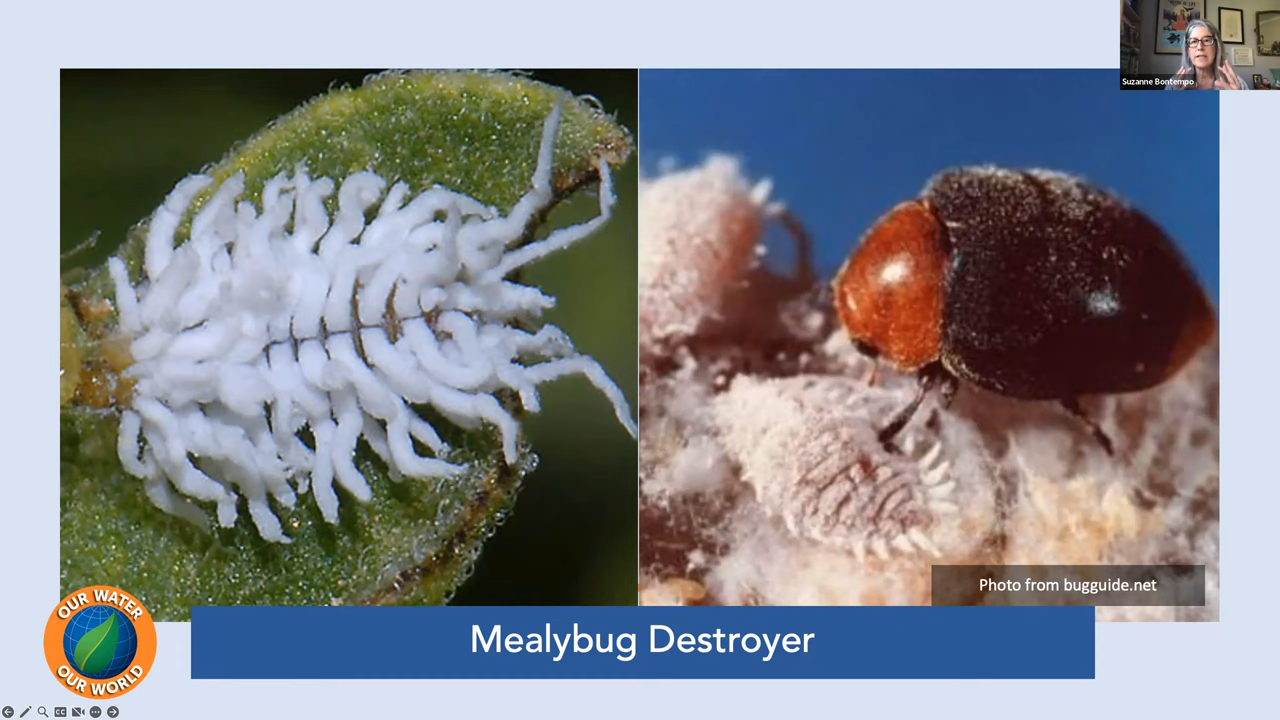 Suzanne Bontempo
Photo from bugguide.net
Mealybug Destroyer
OUR WATER
OUR WORLD